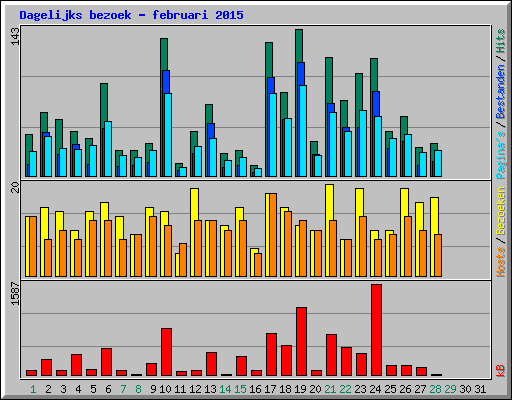 Dagelijks bezoek - februari 2015
143
20
1587
Pagina's / Bestanden / Hits
Hosts / Bezoeken
kB
1 2 3 4 5 6 7 8 9 10 11 12 13 14 15 16 17 18 19 20 21 22 23 24 25 26 27 28 29 30 31